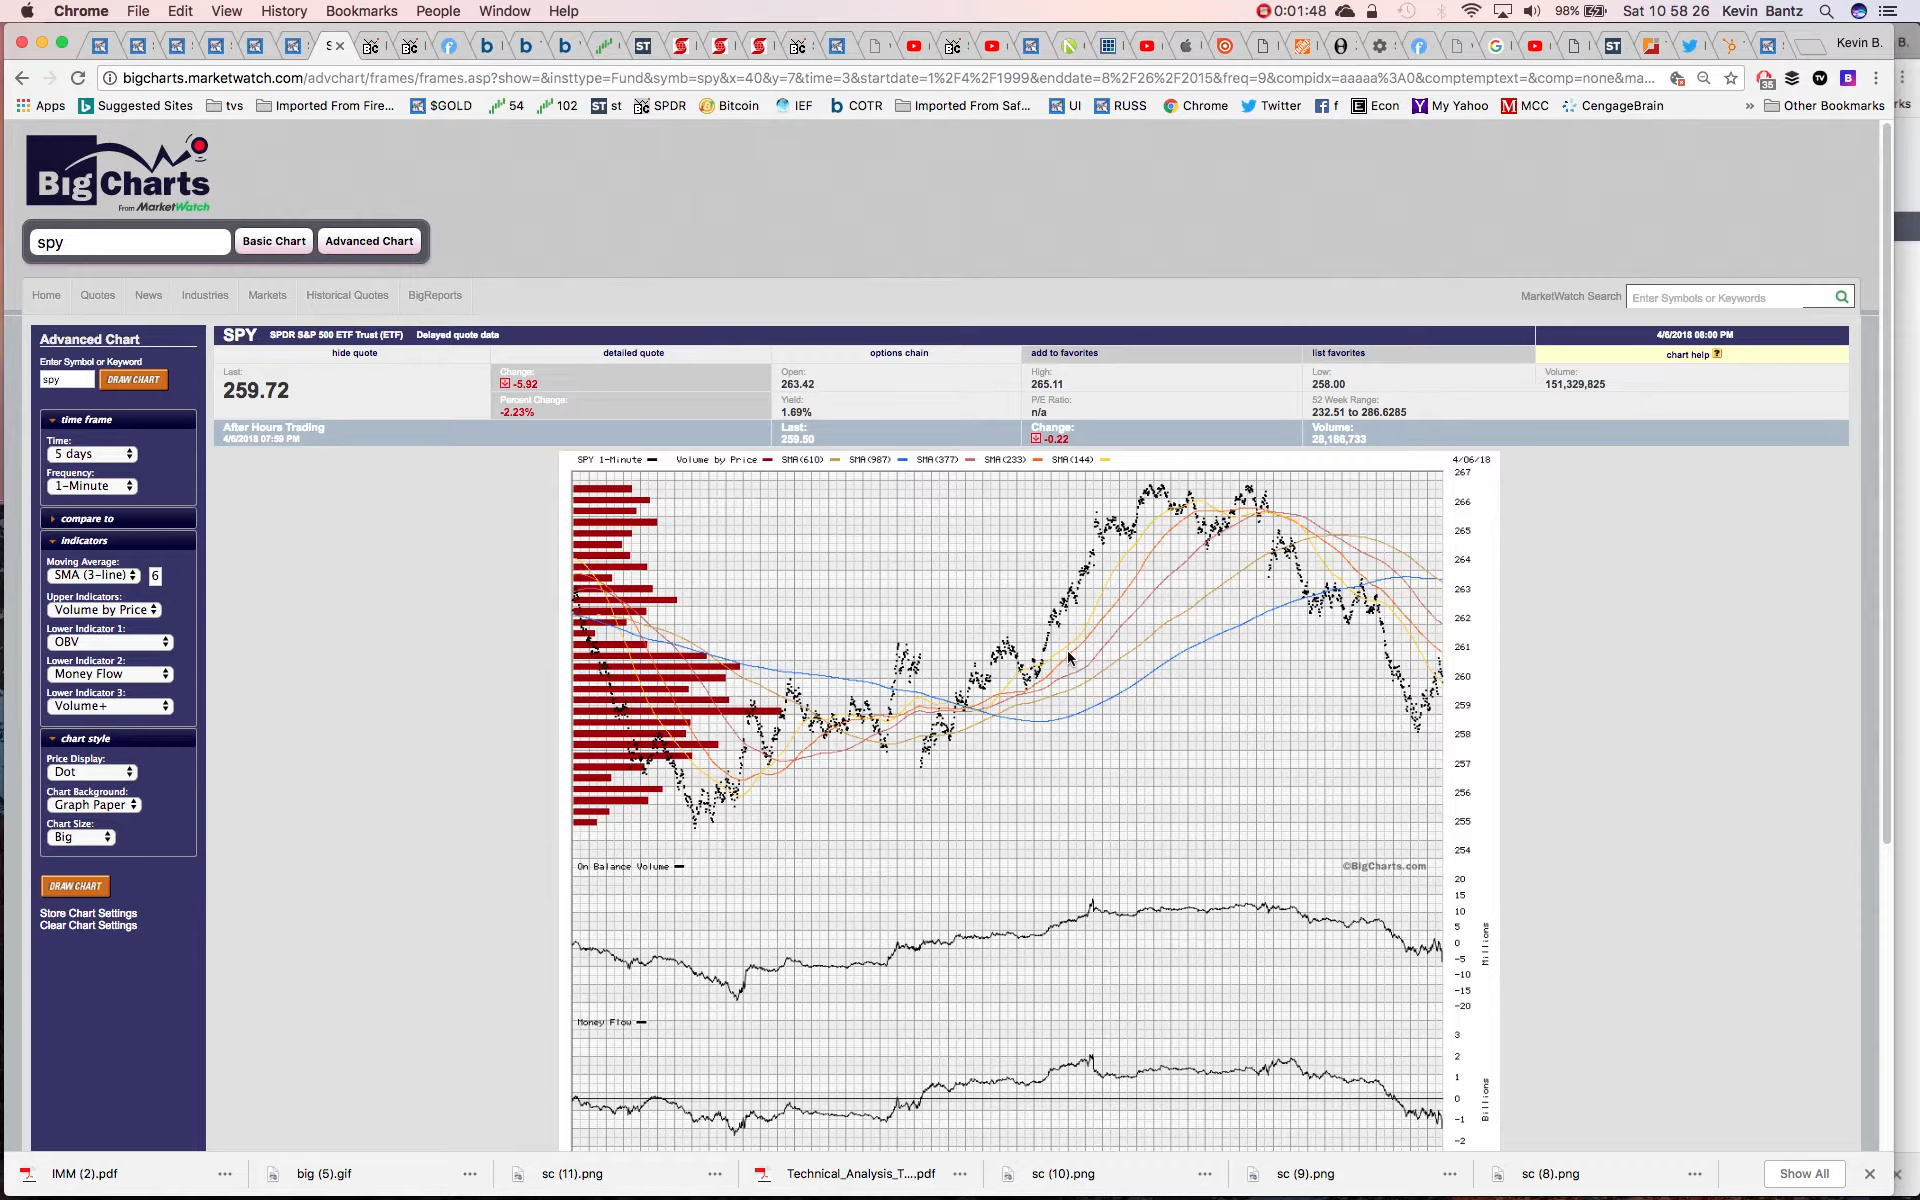 Chrome File Edit View History Bookmarks People Window Help 0:01:48 98% Sat 10 58 26 Kevin Bantz
S Kevin B.
bigcharts.marketwatch.com/advchart/frames/frames.asp?show=&insttype=Fund&symb=spy&x=40&y=7&time=3&startdate=1%2F4%2F1999&enddate=8%2F26%2F2015&freq=9&compidx=aaaaa%3A0&comptemptext=&comp=none&ma...
35
Apps Suggested Sites tvs Imported From Fire... $GOLD 54 102 st SPDR Bitcoin IEF COTR Imported From Saf... UI RUSS Chrome Twitter f Econ My Yahoo MCC CengageBrain » Other Bookmarks
BigCharts
From MarketWatch
spy Basic Chart Advanced Chart
Home Quotes News Industries Markets Historical Quotes BigReports MarketWatch Search Enter Symbols or Keywords
Advanced Chart
Enter Symbol or Keyword
spy DRAW CHART
time frame
Time:
5 days
Frequency:
1-Minute
compare to
indicators
Moving Average:
SMA (3-line) 6
Upper Indicators:
Volume by Price
Lower Indicator 1:
OBV
Lower Indicator 2:
Money Flow
Lower Indicator 3:
Volume+
chart style
Price Display:
Dot
Chart Background:
Graph Paper
Chart Size:
Big
DRAW CHART
Store Chart Settings
Clear Chart Settings
SPY SPDR S&P 500 ETF Trust (ETF) Delayed quote data 4/6/2018 08:00 PM
hide quote detailed quote options chain add to favorites list favorites chart help ?
Last: Change: Open: High: Low: Volume:
259.72 -5.92 263.42 265.11 258.00 151,329,825
Percent Change: Yield: P/E Ratio: 52 Week Range:
-2.23% 1.69% n/a 232.51 to 286.6285
After Hours Trading Last: Change: Volume:
4/6/2018 07:59 PM 259.50 -0.22 28,186,733
SPY 1-Minute Volume by Price SMA(610) SMA(987) SMA(377) SMA(233) SMA(144) 4/06/18
267
266
265
264
263
262
261
260
259
258
257
256
255
254
On Balance Volume ©BigCharts.com
20
15
10
5
0
-5
-10
-15
-20
Millions
Money Flow
3
2
1
0
-1
-2
Billions
IMM (2).pdf big (5).gif sc (11).png Technical_Analysis_T....pdf sc (10).png sc (9).png sc (8).png Show All